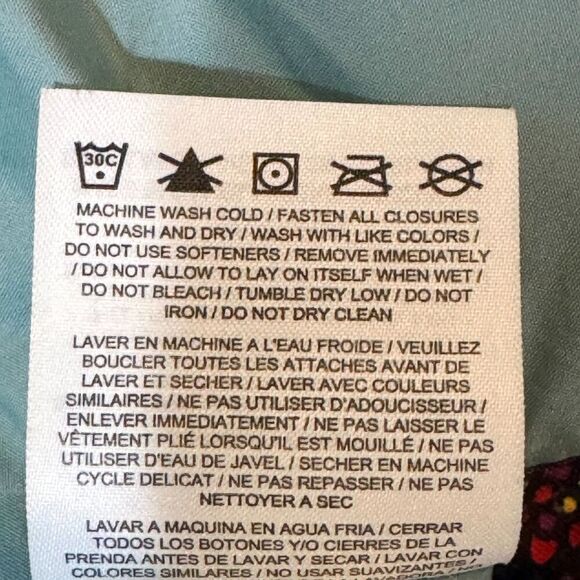 30C
MACHINE WASH COLD / FASTEN ALL CLOSURES
TO WASH AND DRY / WASH WITH LIKE COLORS /
DO NOT USE SOFTENERS / REMOVE IMMEDIATELY
/ DO NOT ALLOW TO LAY ON ITSELF WHEN WET /
DO NOT BLEACH / TUMBLE DRY LOW / DO NOT
IRON / DO NOT DRY CLEAN
LAVER EN MACHINE A L'EAU FROIDE / VEUILLEZ
BOUCLER TOUTES LES ATTACHES AVANT DE
LAVER ET SECHER / LAVER AVEC COULEURS
SIMILAIRES / NE PAS UTILISER D'ADOUCISEUR /
ENLEVER IMMEDIATEMENT / NE PAS LAISSER LE
VÊTEMENT PLIÉ LORSQU'IL EST MOUILLÉ / NE PAS
UTILISER D'EAU DE JAVEL / SECHER EN MACHINE
CYCLE DELICAT / NE PAS REPASSER / NE PAS
NETTOYER A SEC
LAVAR A MAQUINA EN AGUA FRIA / CERRAR
TODOS LOS BOTONES Y/O CIERRES DE LA
PRENDA ANTES DE LAVAR Y SECAR / LAVAR CON
COLORES SIMILARES / NO USAR SUAVIZANTES /